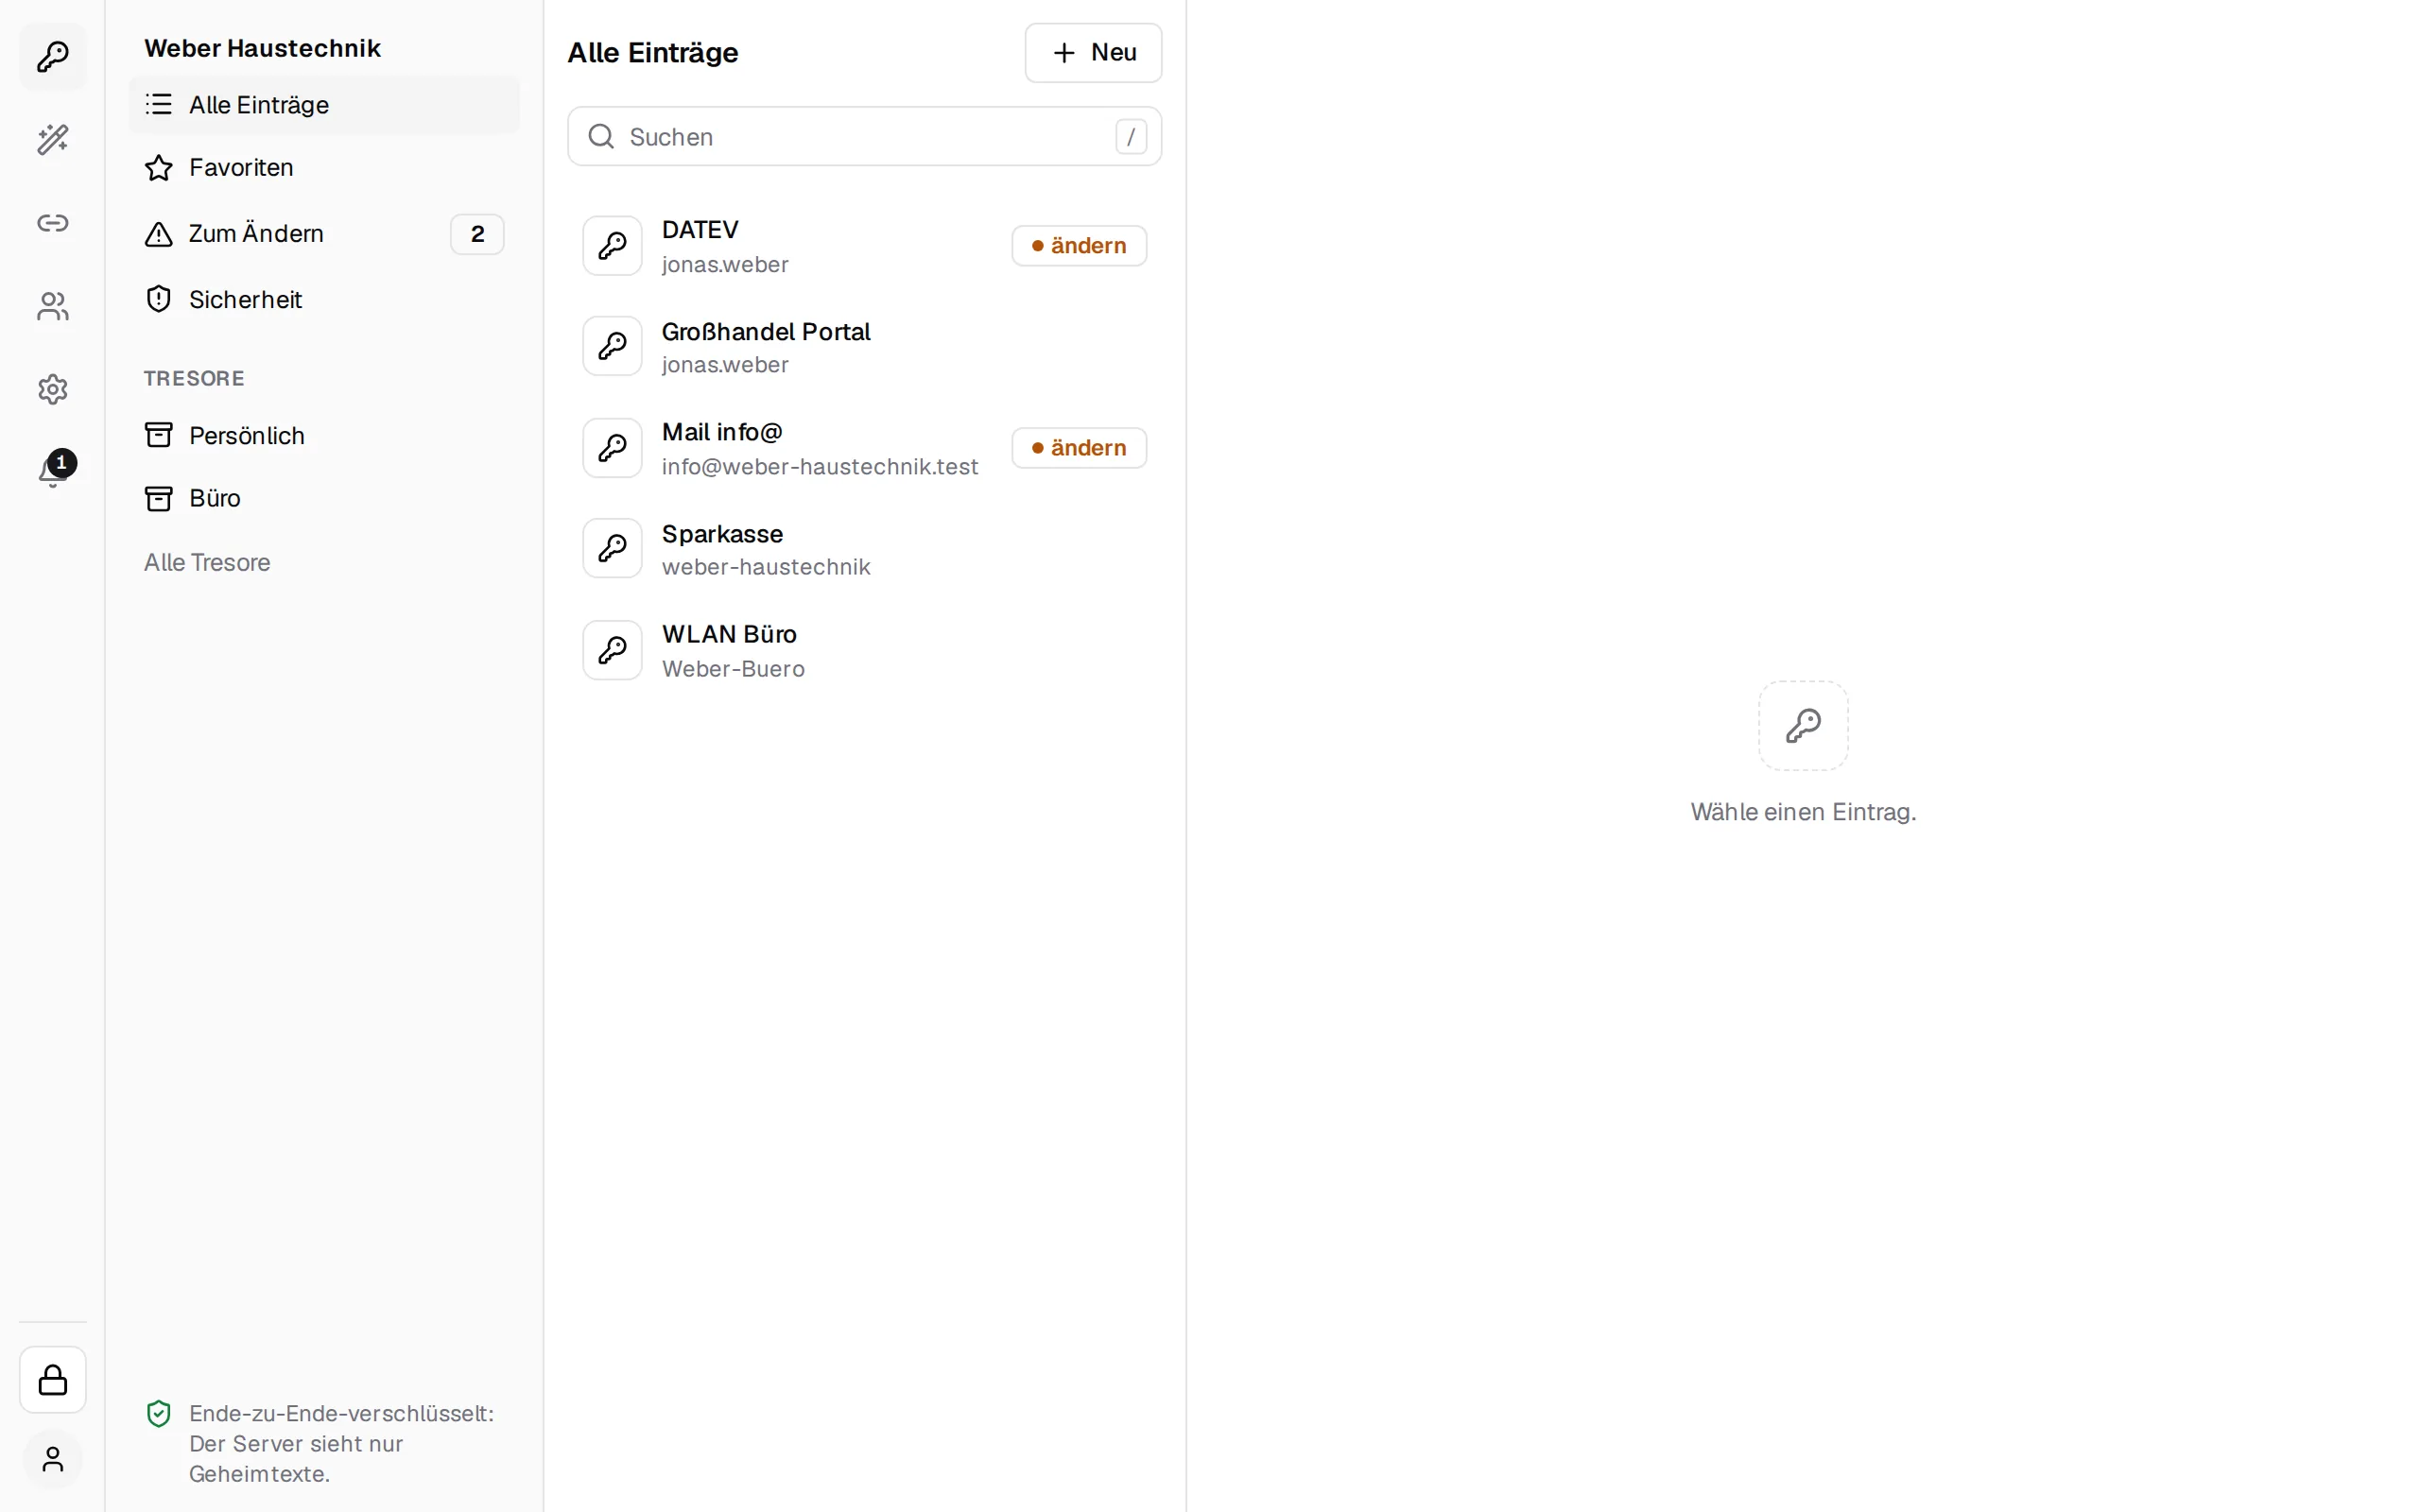 Weber Haustechnik
Alle Einträge
Favoriten
Zum Ändern
2
Sicherheit
TRESORE
Persönlich
1
Büro
Alle Tresore
Ende-zu-Ende-verschlüsselt:
Der Server sieht nur
Geheimtexte.
Alle Einträge
Neu
Suchen
/
DATEV
jonas.weber
ändern
Großhandel Portal
jonas.weber
Mail info@
info@weber-haustechnik.test
ändern
Sparkasse
weber-haustechnik
WLAN Büro
Weber-Buero
Wähle einen Eintrag.